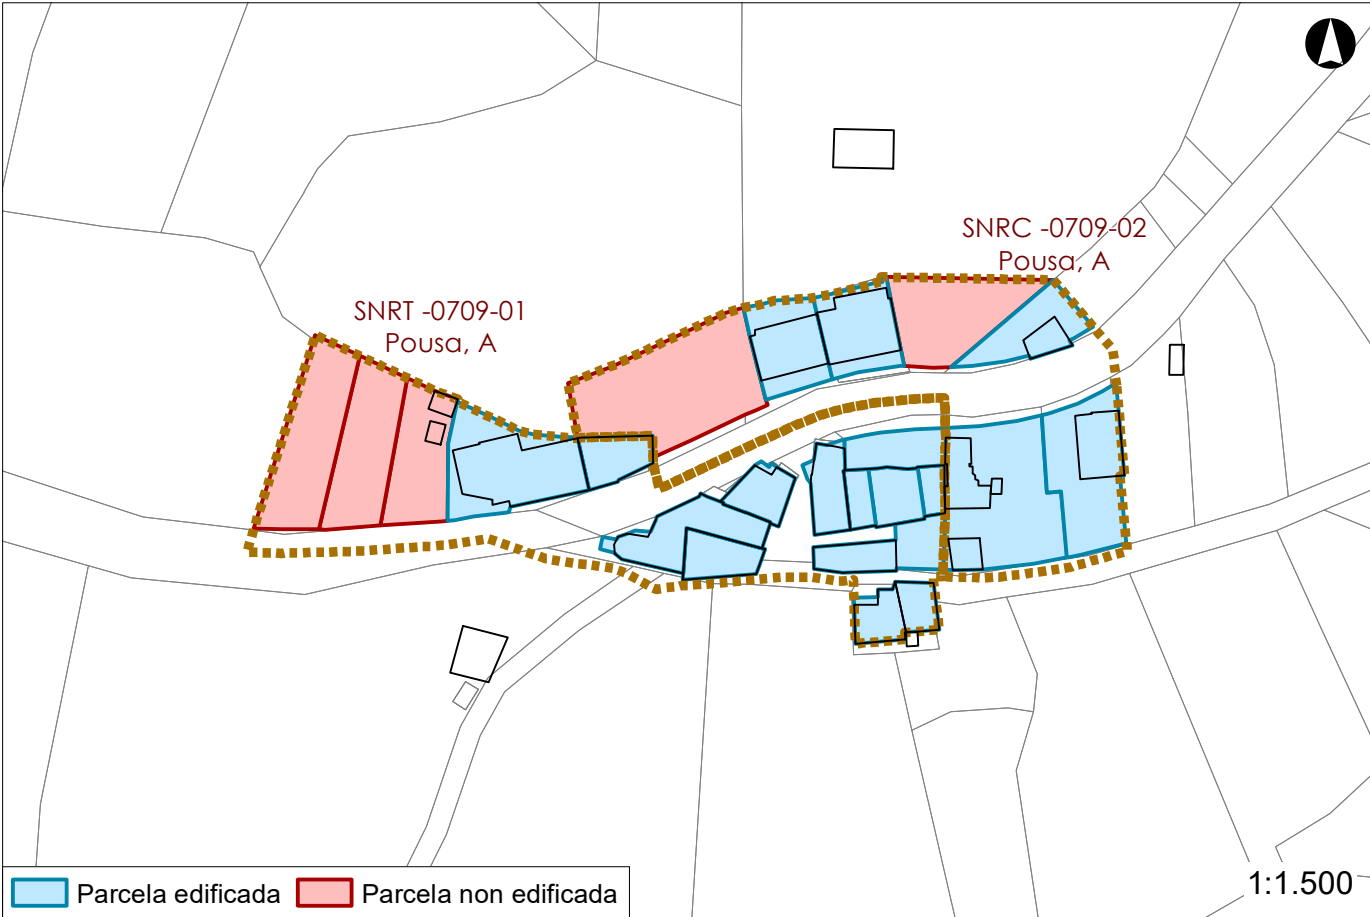 SNRC -0709-02
Pousa, A
SNRT -0709-01
Pousa, A
Parcela edificada
Parcela non edificada
1:1.500